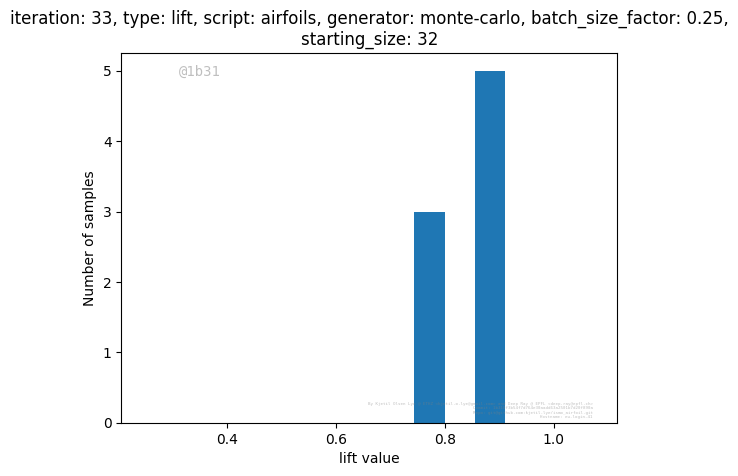 iteration: 33, type: lift, script: airfoils, generator: monte-carlo, batch_size_factor: 0.25,
starting_size: 32
@1b31
5
4
3
2
1
0
Number of samples
0.4 0.6 0.8 1.0
lift value